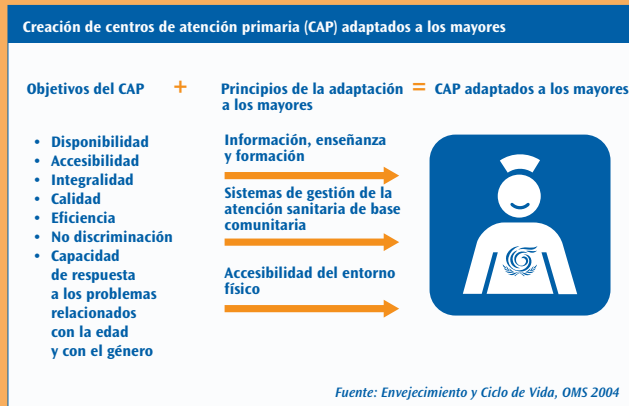 Creación de centros de atención primaria (CAP) adaptados a los mayores
Objetivos del CAP + Principios de la adaptación = CAP adaptados a los mayores
a los mayores
• Disponibilidad
• Accesibilidad
• Integralidad
• Calidad
• Eficiencia
• No discriminación
• Capacidad
de respuesta
a los problemas
relacionados
con la edad
y con el género
Información, enseñanza
y formación
Sistemas de gestión de la
atención sanitaria de base
comunitaria
Accesibilidad del entorno
físico
Fuente: Envejecimiento y Ciclo de Vida, OMS 2004